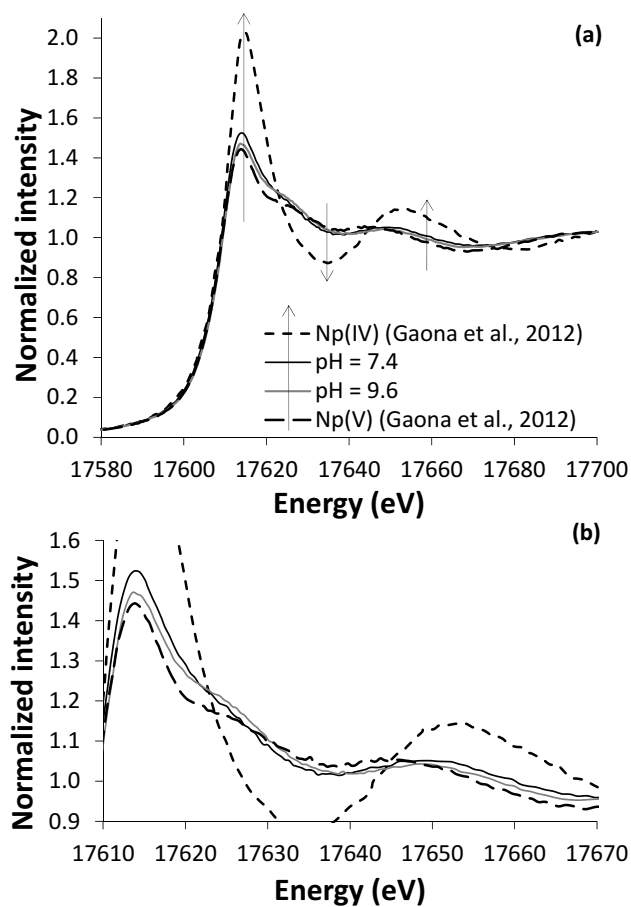 (a)
Normalized intensity
2.0
1.8
1.6
1.4
1.2
1.0
0.8
0.6
0.4
0.2
0.0
Np(IV) (Gaona et al., 2012)
pH = 7.4
pH = 9.6
Np(V) (Gaona et al., 2012)
17580 17600 17620 17640 17660 17680 17700
Energy (eV)
(b)
Normalized intensity
1.6
1.5
1.4
1.3
1.2
1.1
1.0
0.9
17610 17620 17630 17640 17650 17660 17670
Energy (eV)